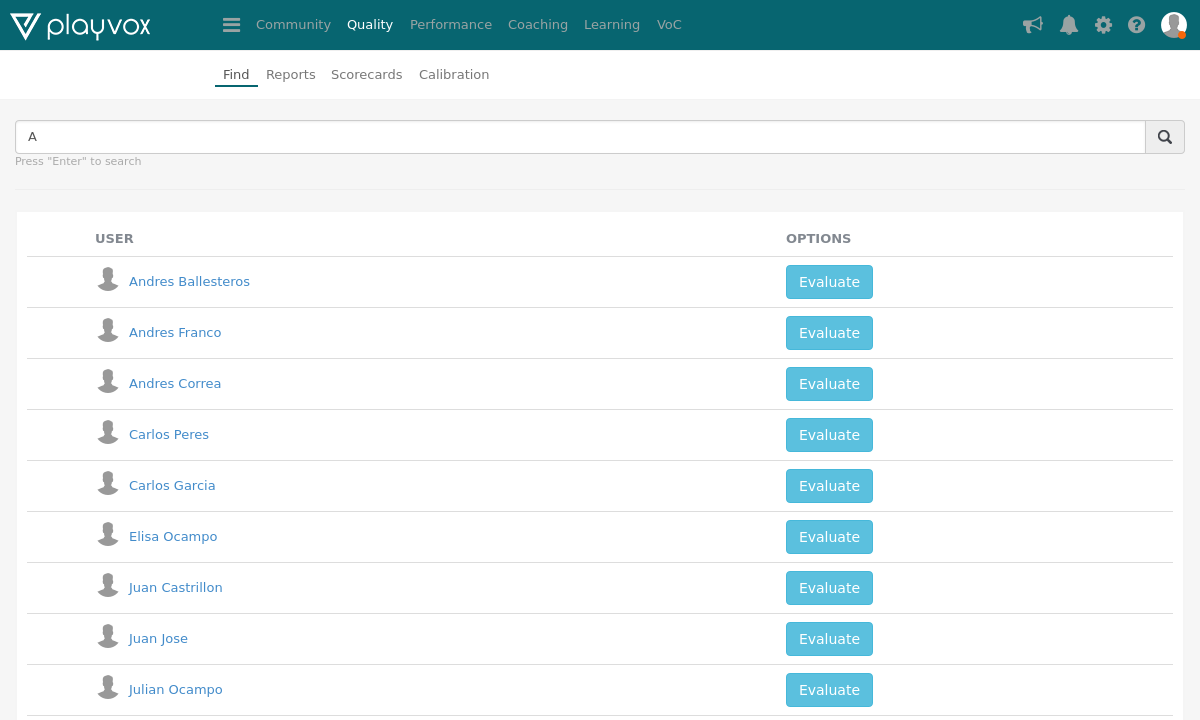 playvox Community Quality Performance Coaching Learning VoC
Find Reports Scorecards Calibration
A
Press "Enter" to search
USER OPTIONS
Andres Ballesteros Evaluate
Andres Franco Evaluate
Andres Correa Evaluate
Carlos Peres Evaluate
Carlos Garcia Evaluate
Elisa Ocampo Evaluate
Juan Castrillon Evaluate
Juan Jose Evaluate
Julian Ocampo Evaluate